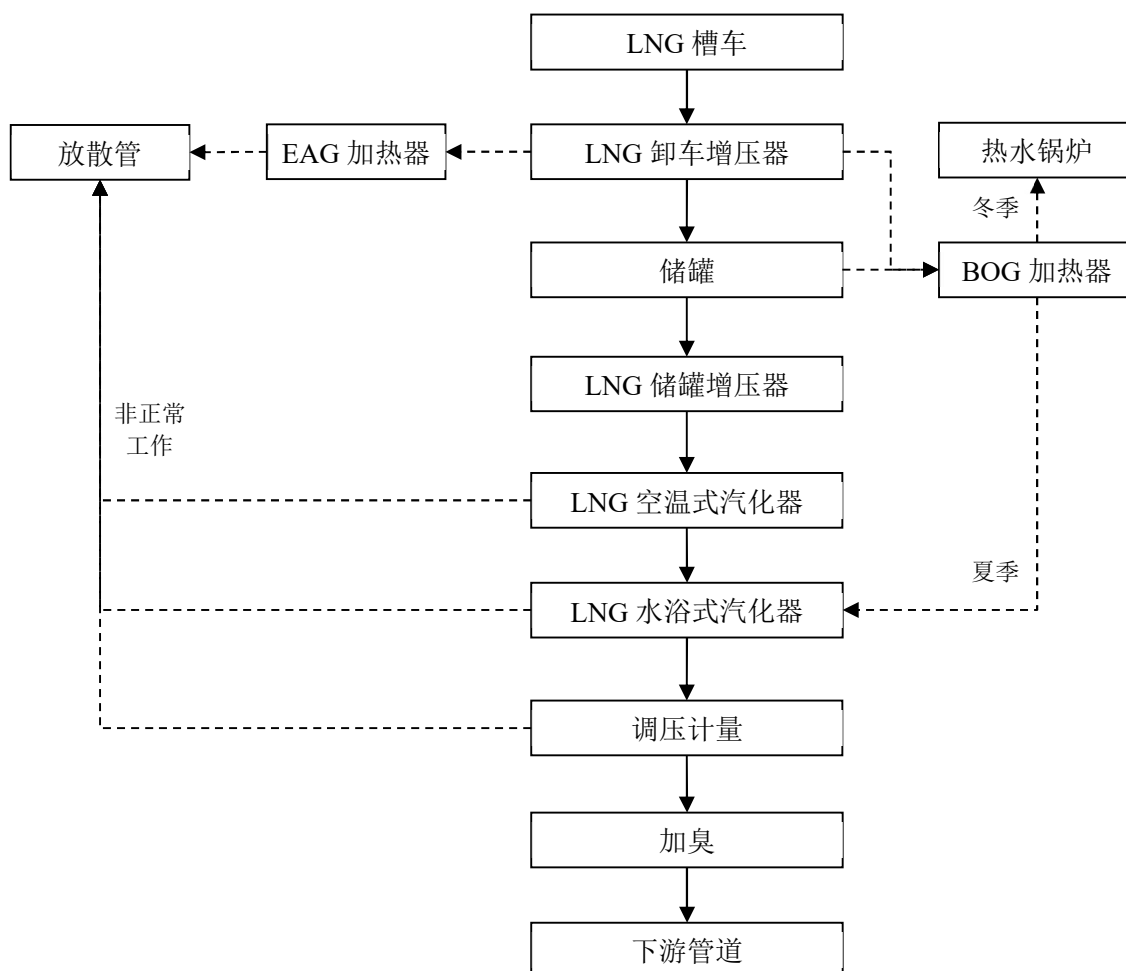 LNG 槽车
放散管
EAG 加热器
LNG 卸车增压器
热水锅炉
冬季
储罐
BOG 加热器
LNG 储罐增压器
非正常
工作
LNG 空温式汽化器
夏季
LNG 水浴式汽化器
调压计量
加臭
下游管道